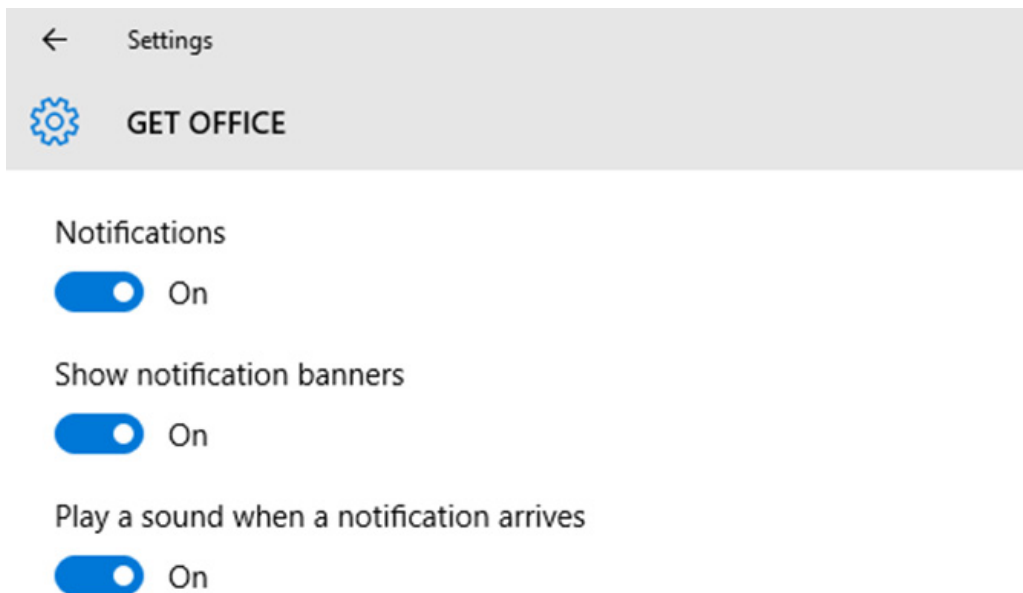 Settings
GET OFFICE
Notifications
On
Show notification banners
On
Play a sound when a notification arrives
On